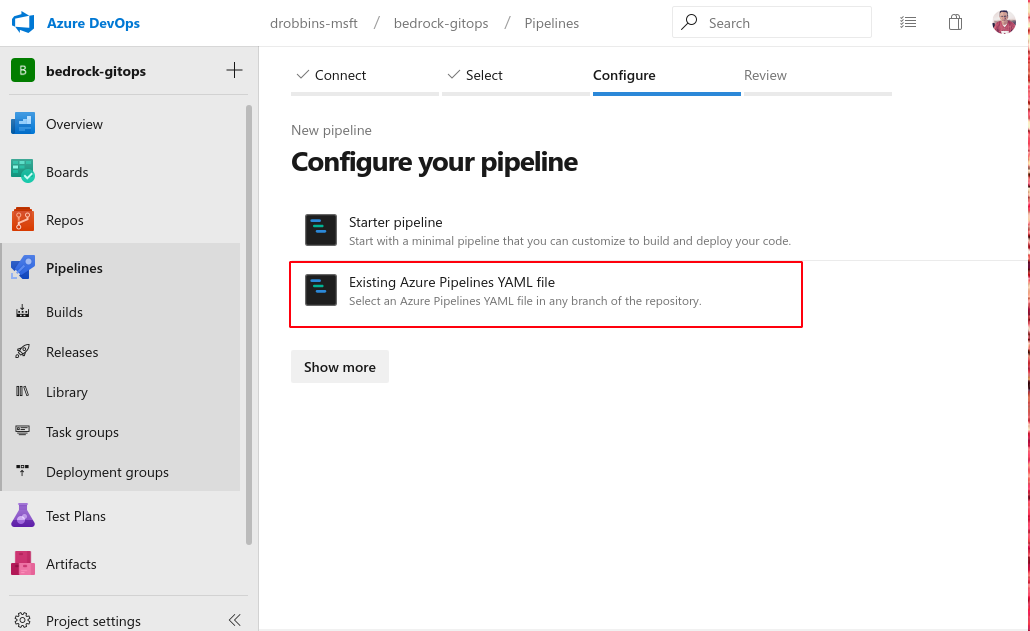 Azure DevOps
drobbins-msft / bedrock-gitops / Pipelines
Search
B bedrock-gitops
Overview
Boards
Repos
Pipelines
Builds
Releases
Library
Task groups
Deployment groups
Test Plans
Artifacts
Project settings
Connect
Select
Configure
Review
New pipeline
Configure your pipeline
Starter pipeline
Start with a minimal pipeline that you can customize to build and deploy your code.
Existing Azure Pipelines YAML file
Select an Azure Pipelines YAML file in any branch of the repository.
Show more